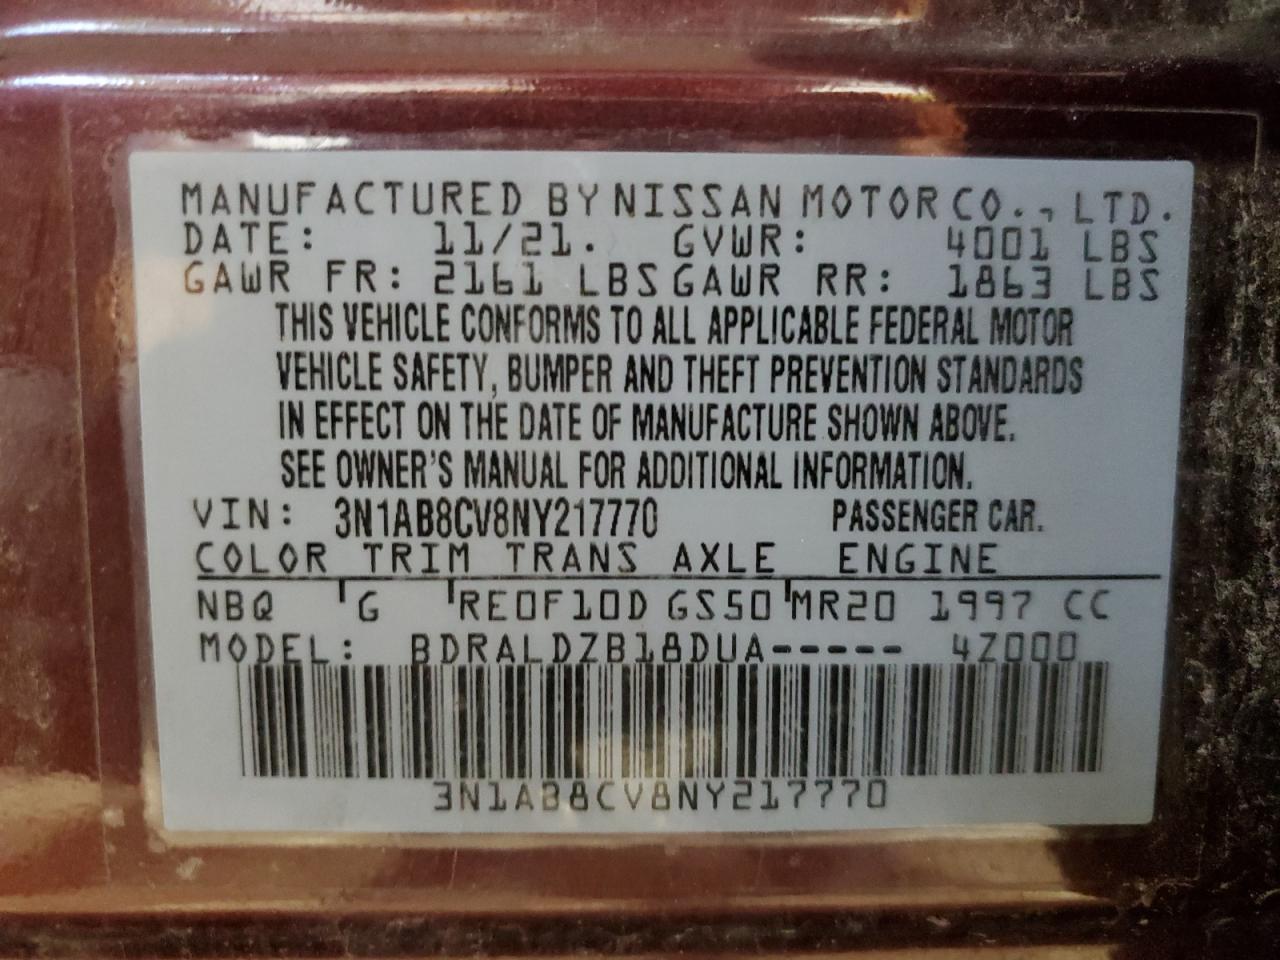 MANUFACTURED BY NISSAN MOTOR CO., LTD.
DATE: 11/21. GVWR: 4001 LBS
GAWR FR: 2161 LBS GAWR RR: 1863 LBS
THIS VEHICLE CONFORMS TO ALL APPLICABLE FEDERAL MOTOR
VEHICLE SAFETY, BUMPER AND THEFT PREVENTION STANDARDS
IN EFFECT ON THE DATE OF MANUFACTURE SHOWN ABOVE.
SEE OWNER'S MANUAL FOR ADDITIONAL INFORMATION.
VIN: 3N1AB8CV8NY217770 PASSENGER CAR.
COLOR TRIM TRANS AXLE ENGINE
NBQ G RE0F10D GS50 MR20 1997 CC
MODEL: BDRALDZB18DUA----- 4Z000
3N1AB8CV8NY217770